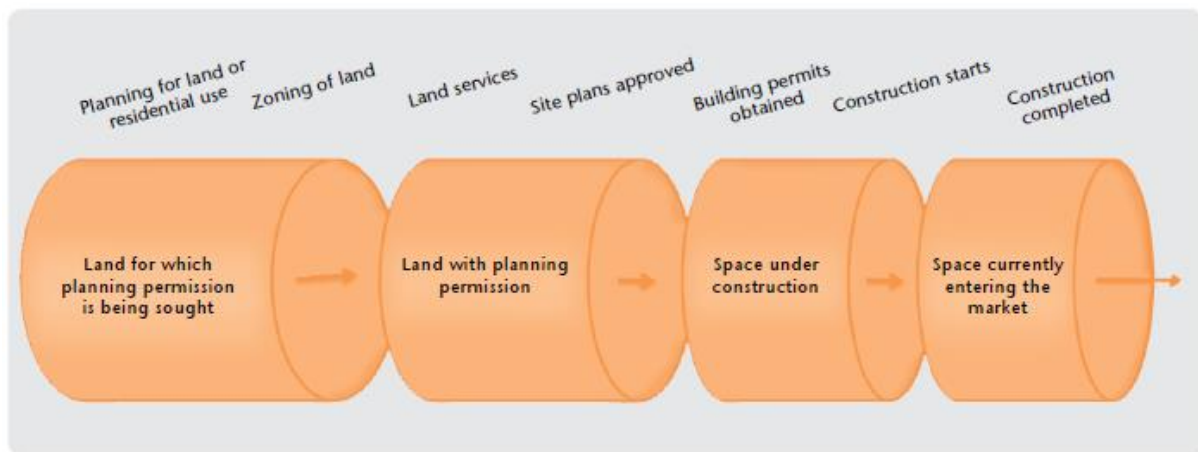 Planning for land or
residential use
Zoning of land
Land services
Site plans approved
Building permits
obtained
Construction starts
Construction
completed
Land for which
planning permission
is being sought
Land with planning
permission
Space under
construction
Space currently
entering the
market